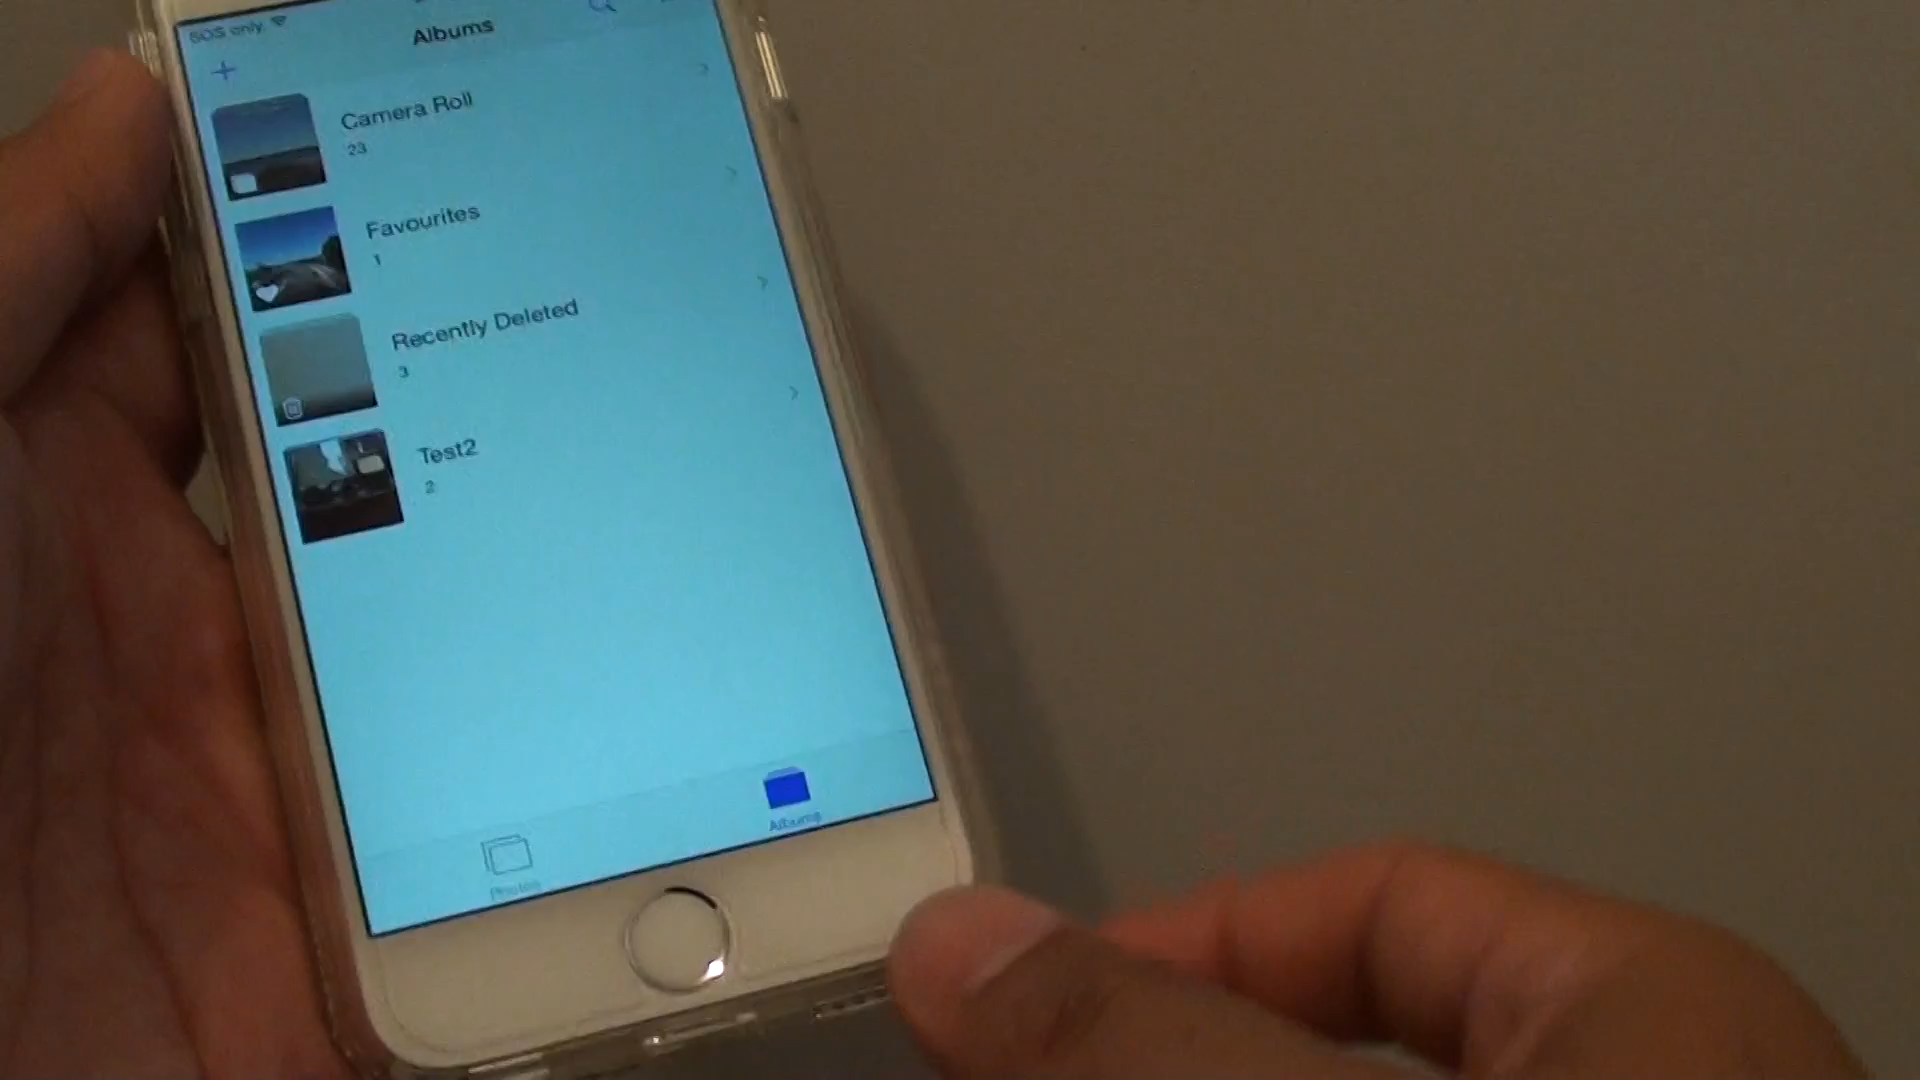 SOS only
Albums
Camera Roll
23
Favourites
1
Recently Deleted
3
Test2
2
Albums
Photos